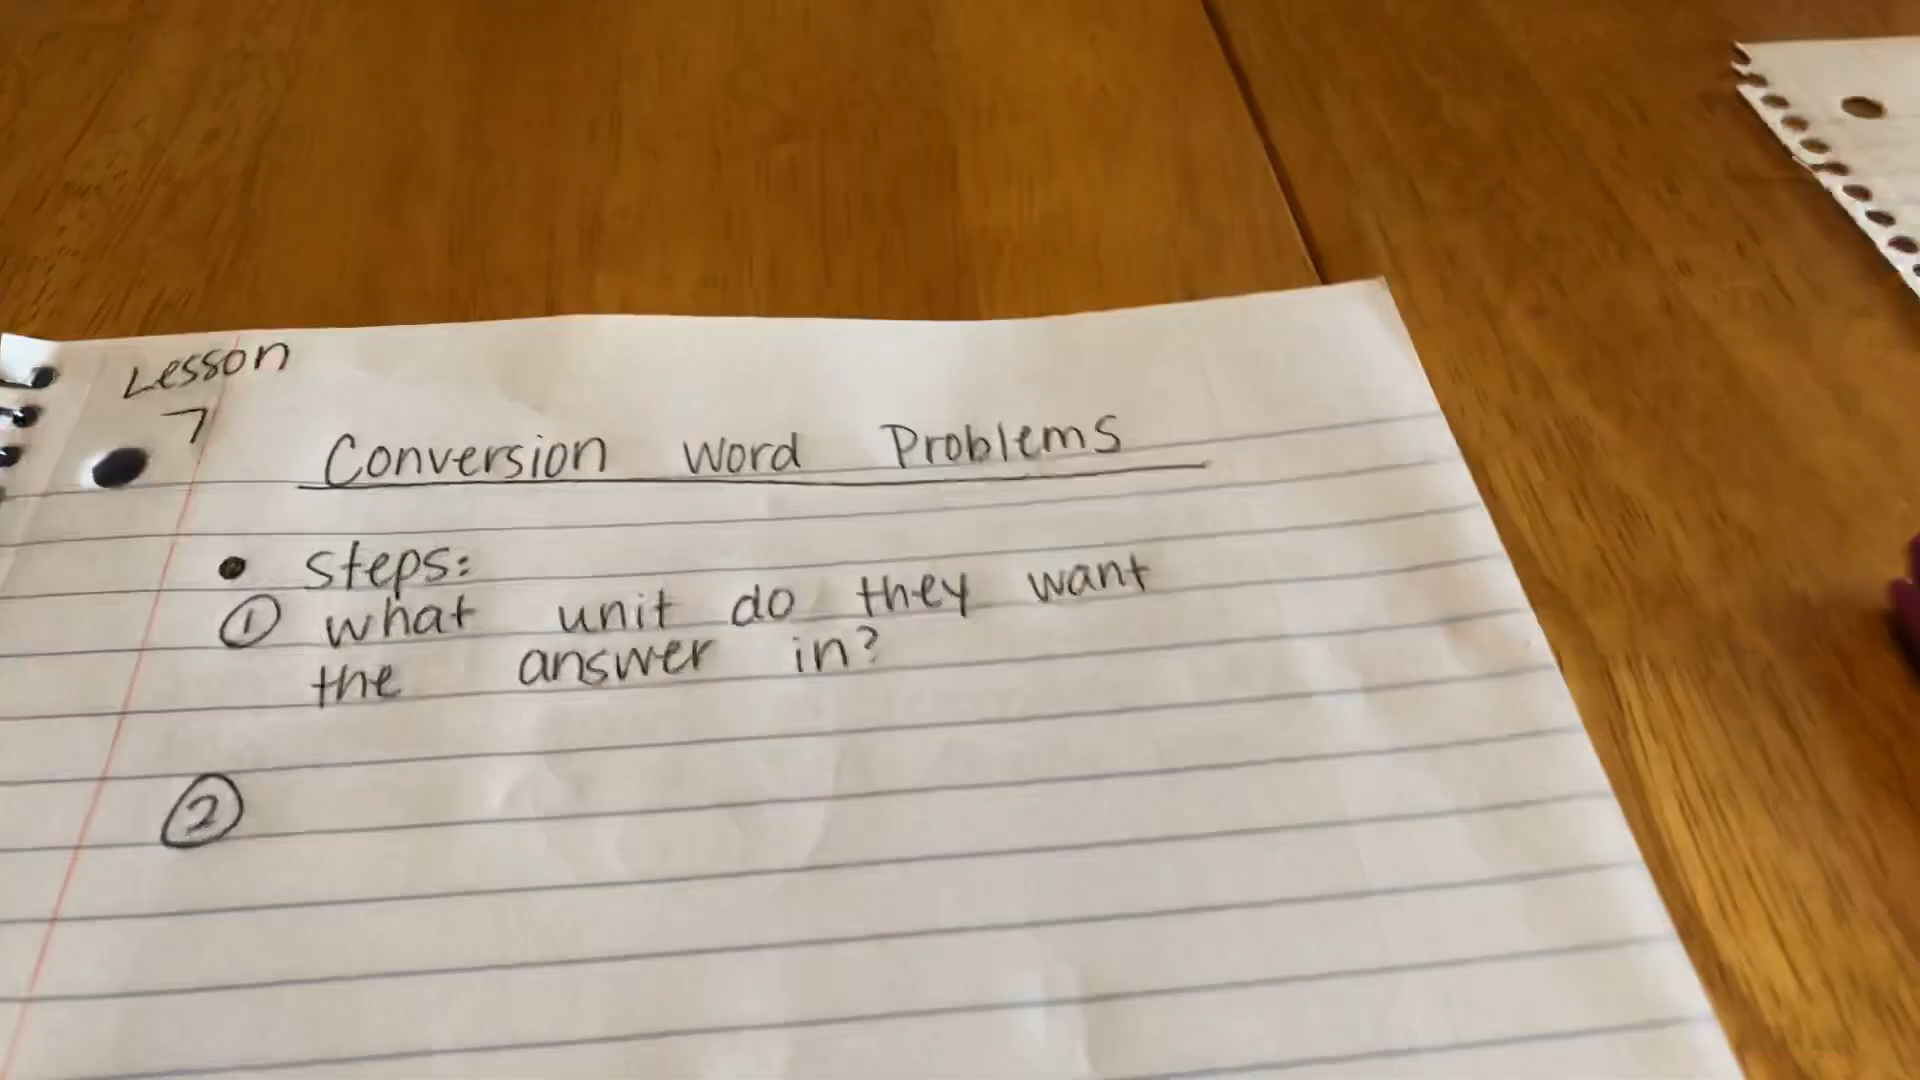 Lesson
7
Conversion Word Problems
• steps:
① what unit do they want
the answer in?
②